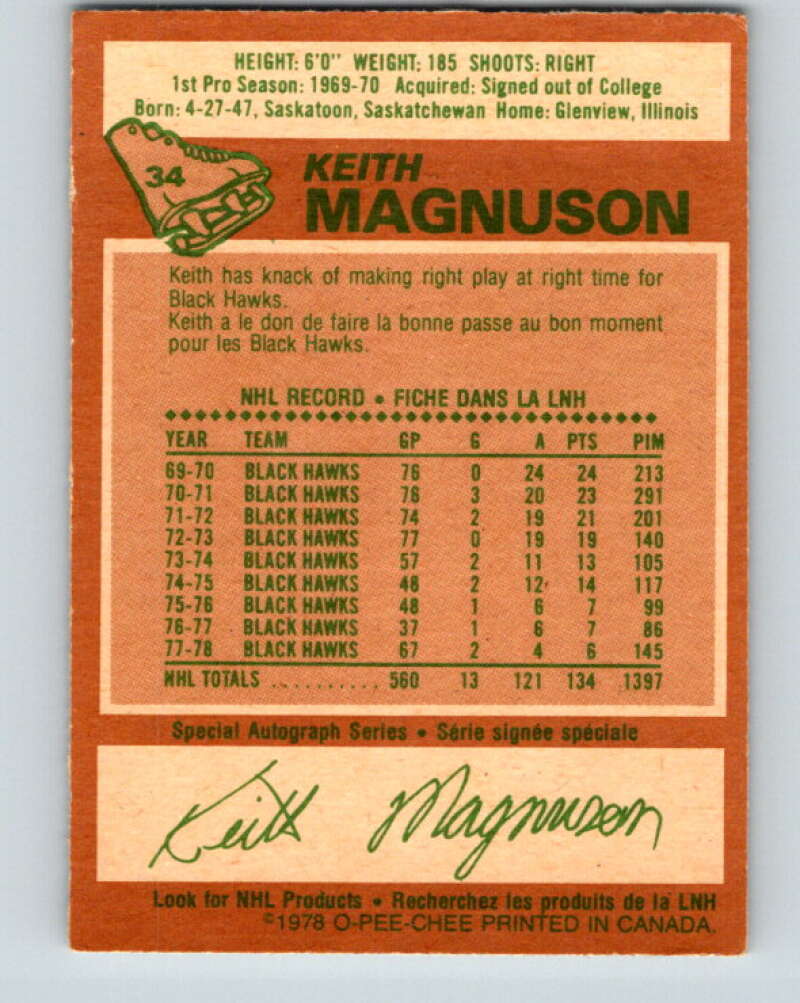 HEIGHT: 6'0" WEIGHT: 185 SHOOTS: RIGHT
1st Pro Season: 1969-70 Acquired: Signed out of College
Born: 4-27-47, Saskatoon, Saskatchewan Home: Glenview, Illinois
34
KEITH
MAGNUSON
Keith has knack of making right play at right time for
Black Hawks.
Keith a le don de faire la bonne passe au bon moment
pour les Black Hawks.
NHL RECORD • FICHE DANS LA LNH
YEAR TEAM GP G A PTS PIM
69-70 BLACK HAWKS 76 0 24 24 213
70-71 BLACK HAWKS 76 3 20 23 291
71-72 BLACK HAWKS 74 2 19 21 201
72-73 BLACK HAWKS 77 0 19 19 140
73-74 BLACK HAWKS 57 2 11 13 105
74-75 BLACK HAWKS 48 2 12 14 117
75-76 BLACK HAWKS 48 1 6 7 99
76-77 BLACK HAWKS 37 1 6 7 86
77-78 BLACK HAWKS 67 2 4 6 145
NHL TOTALS .......... 560 13 121 134 1397
Special Autograph Series • Série signée spéciale
Keith Magnuson
Look for NHL Products • Recherchez les produits de la LNH
©1978 O-PEE-CHEE PRINTED IN CANADA.